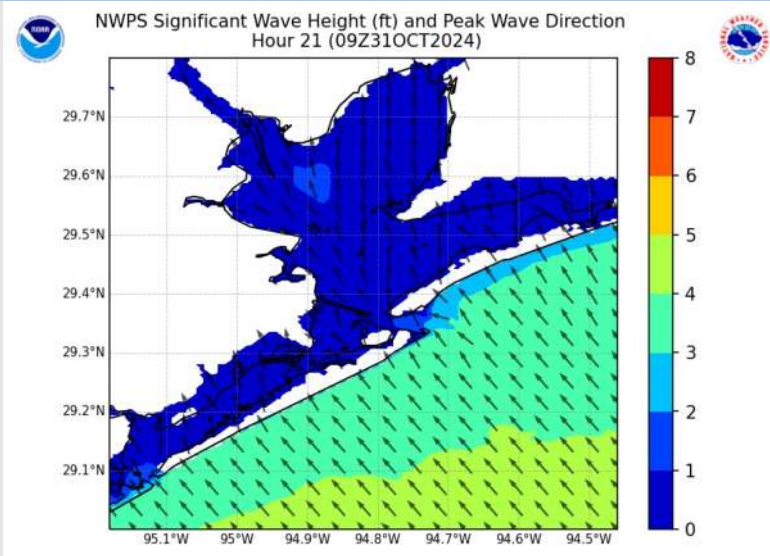 NWPS Significant Wave Height (ft) and Peak Wave Direction
Hour 21 (09Z31OCT2024)
NOAA
8
7
6
5
4
3
2
1
0
29.7°N
29.6°N
29.5°N
29.4°N
29.3°N
29.2°N
29.1°N
95.1°W 95°W 94.9°W 94.8°W 94.7°W 94.6°W 94.5°W